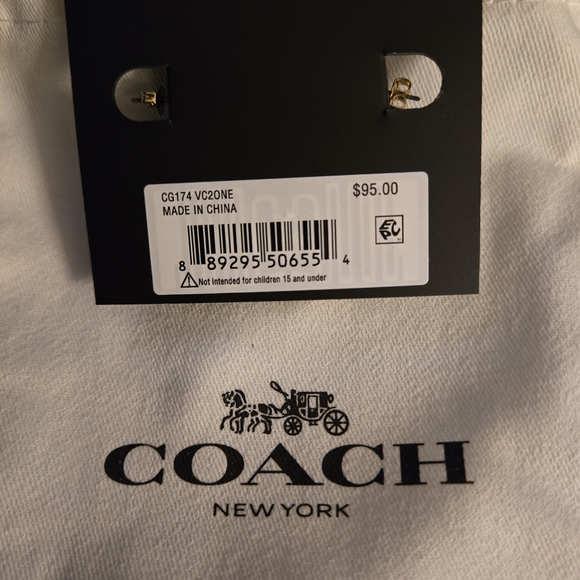 CG174 VC2ONE $95.00
MADE IN CHINA
EPC
8 89295 50655 4
Not intended for children 15 and under
COACH
NEW YORK